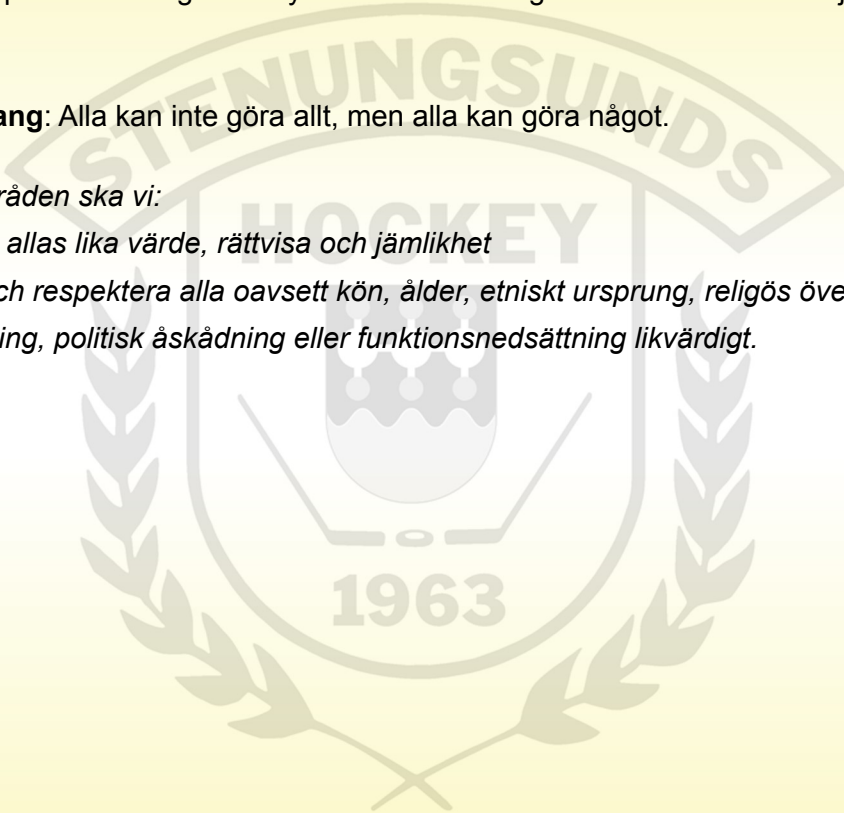 ang: Alla kan inte göra allt, men alla kan göra något.
råden ska vi:
allas lika värde, rättvisa och jämlikhet
ch respektera alla oavsett kön, ålder, etniskt ursprung, religös öve
ing, politisk åskådning eller funktionsnedsättning likvärdigt.
STENUNGSUNDS
HOCKEY
1963